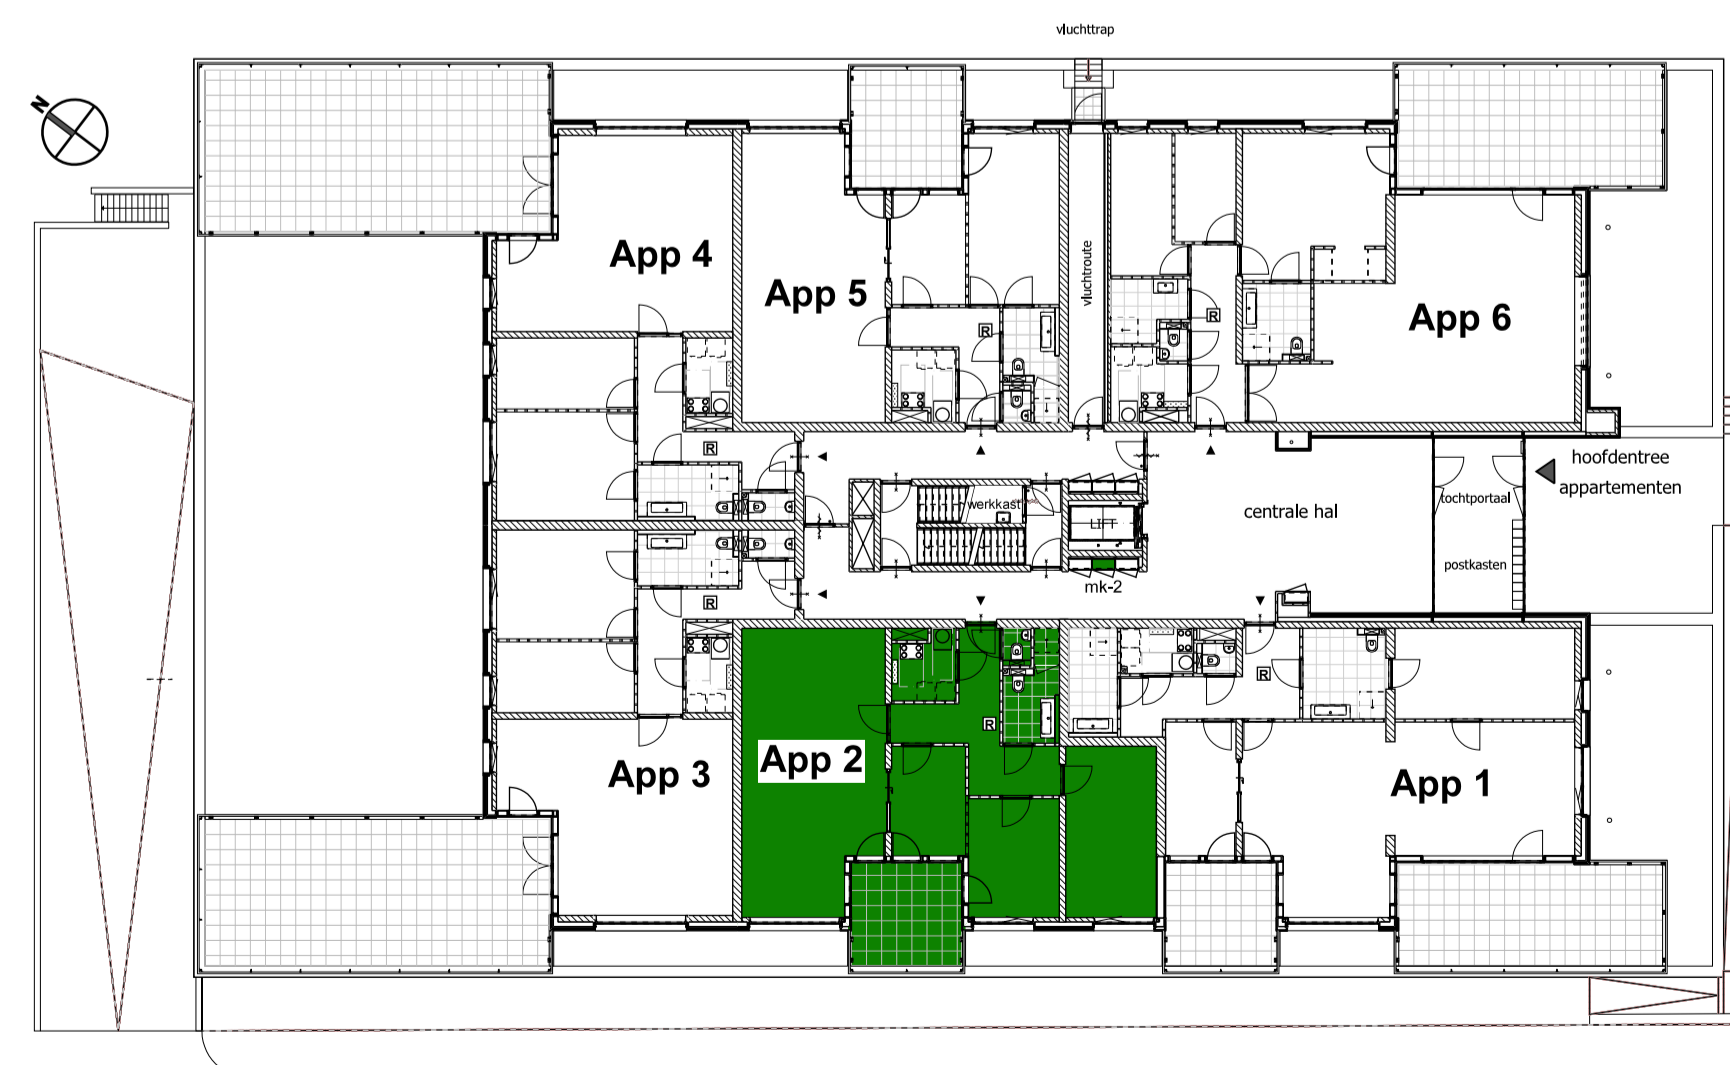 vluchttrap
N
App 4
App 5
vluchtroute
App 6
R
R
R
hoofdentree
appartementen
tochtportaal
werkkast
LIFT
centrale hal
postkasten
mk-2
R
R
R
App 2
App 3
App 1